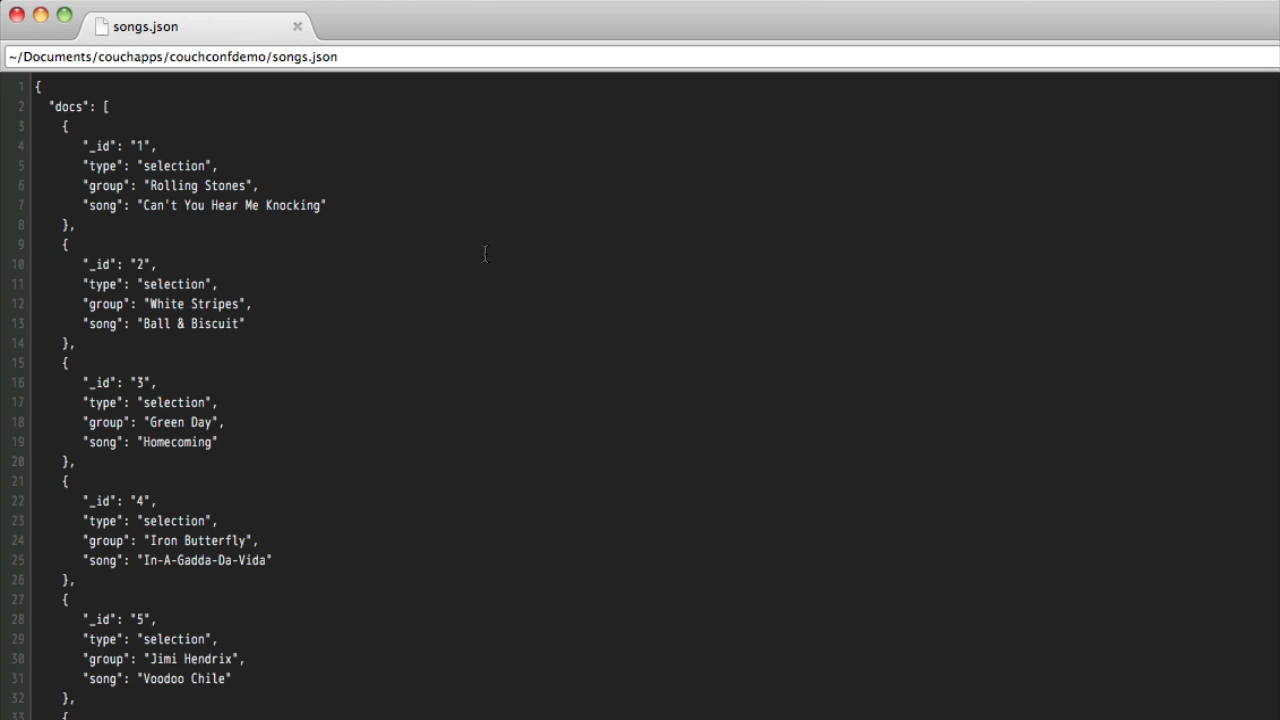 songs.json
~/Documents/couchapps/couchconfdemo/songs.json
1 {
2 "docs": [
3 {
4 "_id": "1",
5 "type": "selection",
6 "group": "Rolling Stones",
7 "song": "Can't You Hear Me Knocking"
8 },
9 {
10 "_id": "2",
11 "type": "selection",
12 "group": "White Stripes",
13 "song": "Ball & Biscuit"
14 },
15 {
16 "_id": "3",
17 "type": "selection",
18 "group": "Green Day",
19 "song": "Homecoming"
20 },
21 {
22 "_id": "4",
23 "type": "selection",
24 "group": "Iron Butterfly",
25 "song": "In-A-Gadda-Da-Vida"
26 },
27 {
28 "_id": "5",
29 "type": "selection",
30 "group": "Jimi Hendrix",
31 "song": "Voodoo Chile"
32 },
33 {